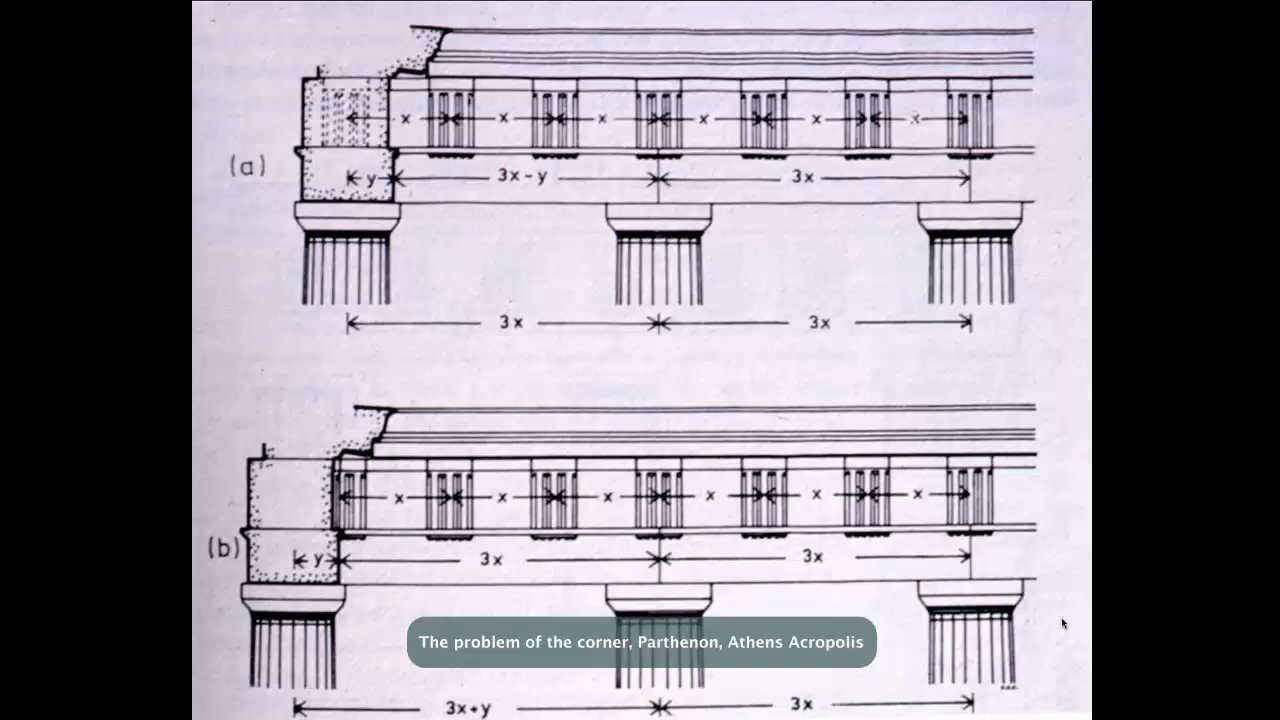 x x x x x x
(a)
y 3x-y 3x
3x 3x
x x x x x x
(b)
y 3x 3x
The problem of the corner, Parthenon, Athens Acropolis
3x+y 3x